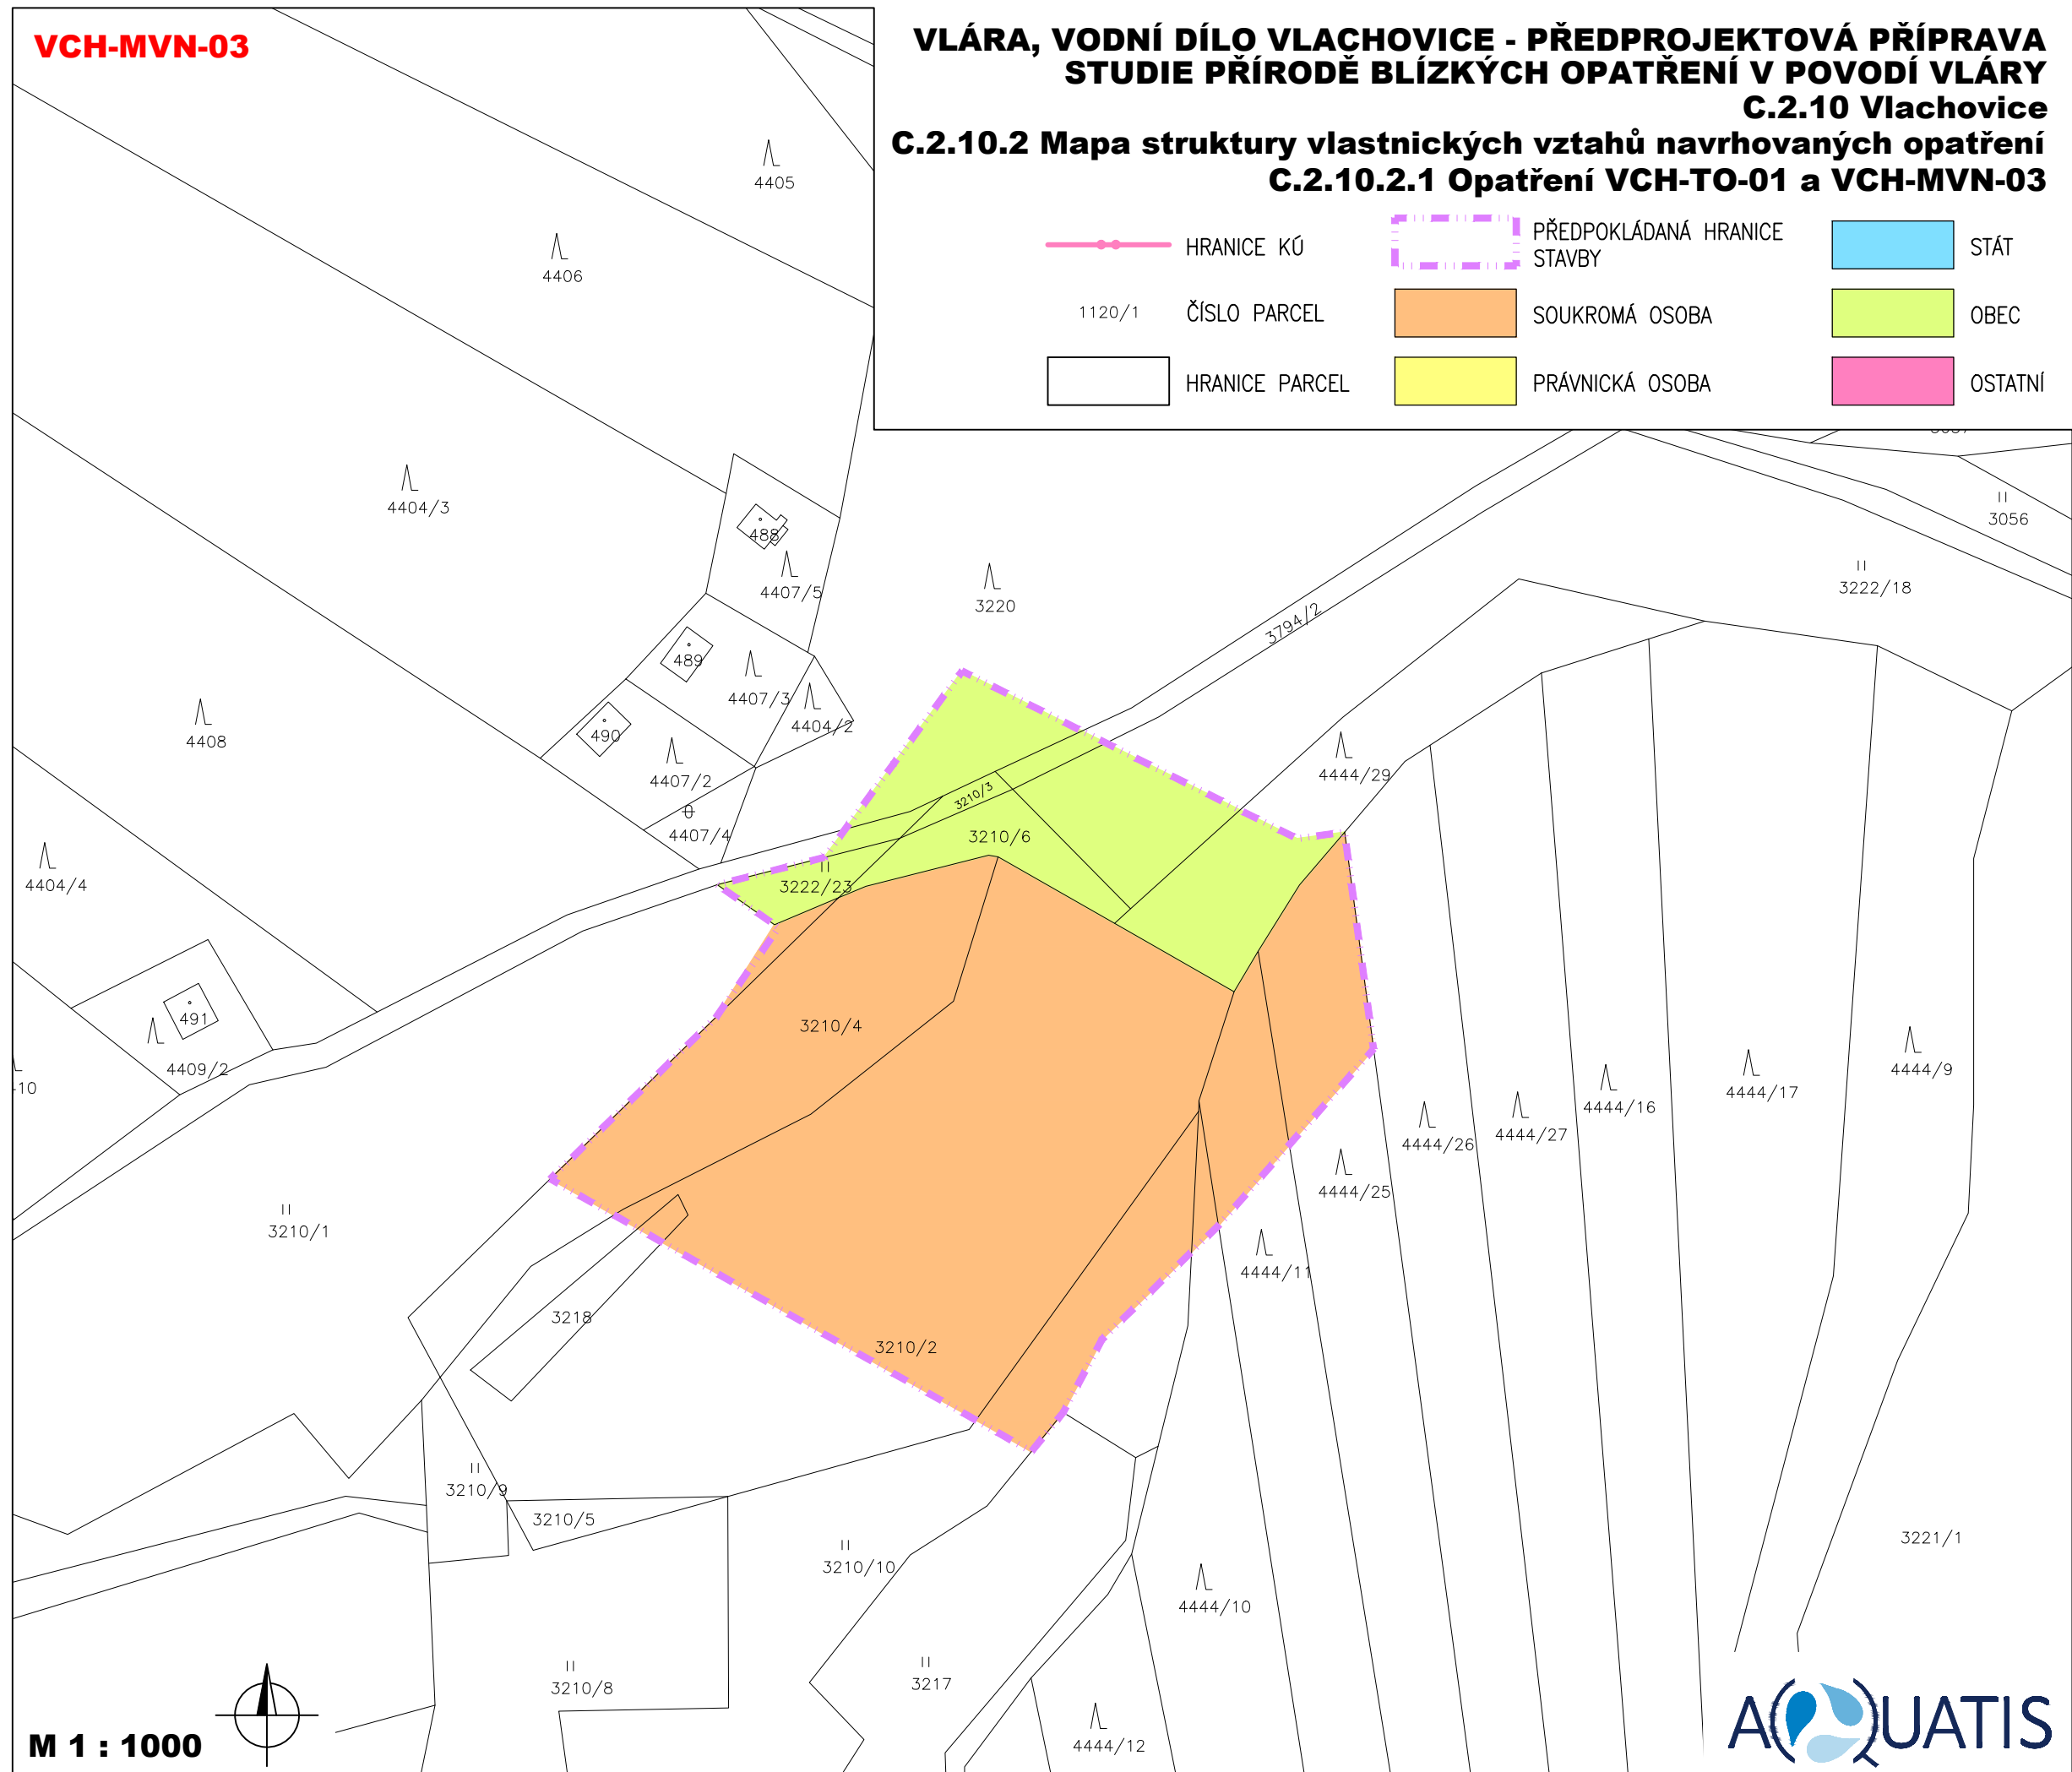 VCH-MVN-03
VLÁRA, VODNÍ DÍLO VLACHOVICE - PŘEDPROJEKTOVÁ PŘÍPRAVA
STUDIE PŘÍRODĚ BLÍZKÝCH OPATŘENÍ V POVODÍ VLÁRY
C.2.10 Vlachovice
C.2.10.2 Mapa struktury vlastnických vztahů navrhovaných opatření
C.2.10.2.1 Opatření VCH-TO-01 a VCH-MVN-03
HRANICE KÚ
PŘEDPOKLÁDANÁ HRANICE
STAVBY
STÁT
1120/1
ČÍSLO PARCEL
SOUKROMÁ OSOBA
OBEC
HRANICE PARCEL
PRÁVNICKÁ OSOBA
OSTATNÍ
4405
4406
4404/3
488
4407/5
3220
3794/2
3056
3222/18
489
4407/3
4404/2
4408
490
4407/2
4407/4
4444/29
3210/3
3210/6
3222/23
4404/4
491
4409/2
-10
3210/4
4444/9
4444/17
4444/16
4444/27
4444/26
4444/25
3210/1
4444/11
3218
3210/2
3210/9
3210/5
3210/10
3221/1
4444/10
3210/8
3217
4444/12
M 1 : 1000
AQUATIS